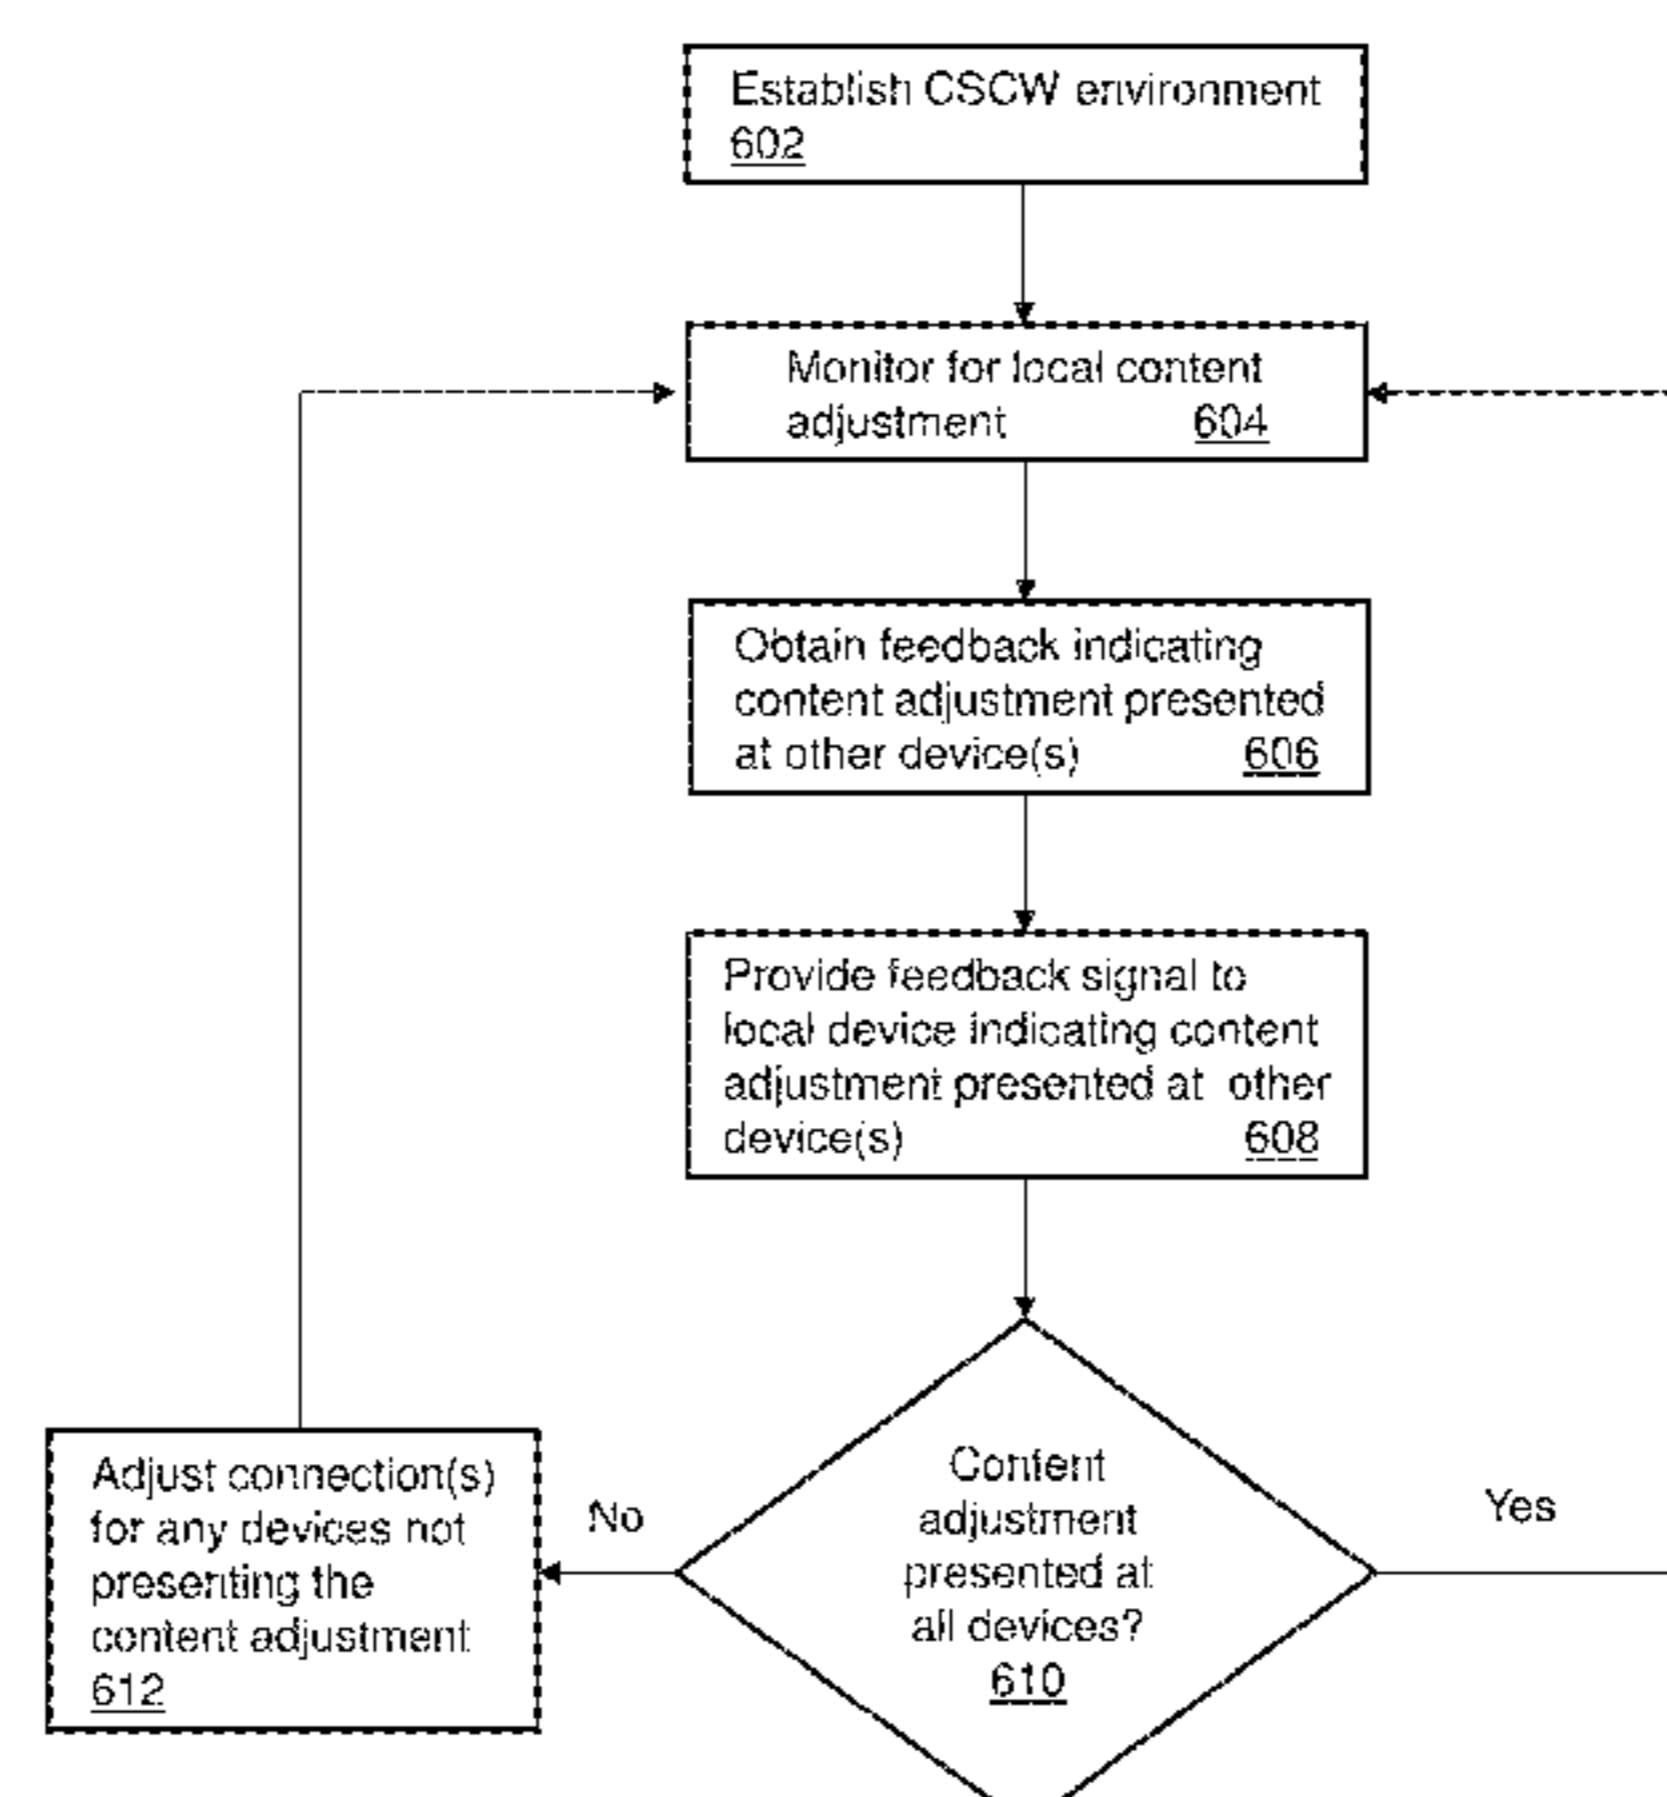 Establish CSCW environment
602
Monitor for local content
adjustment 604
Obtain feedback indicating
content adjustment presented
at other device(s) 606
Provide feedback signal to
local device indicating content
adjustment presented at other
device(s) 608
Content
adjustment
presented at
all devices?
610
No
Yes
Adjust connection(s)
for any devices not
presenting the
content adjustment
612